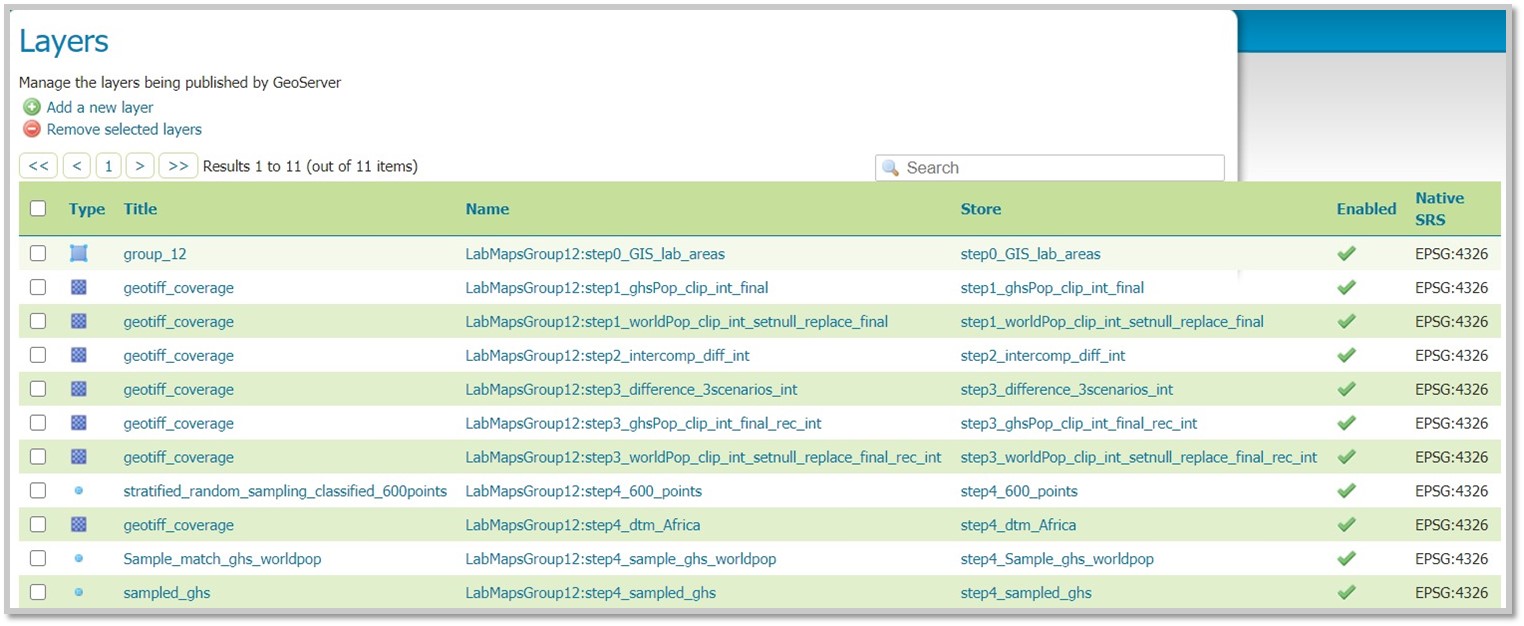 Layers
Manage the layers being published by GeoServer
Add a new layer
Remove selected layers
<< < 1 > >> Results 1 to 11 (out of 11 items) Search
Type Title Name Store Enabled Native SRS
group_12 LabMapsGroup12:step0_GIS_lab_areas step0_GIS_lab_areas EPSG:4326
geotiff_coverage LabMapsGroup12:step1_ghsPop_clip_int_final step1_ghsPop_clip_int_final EPSG:4326
geotiff_coverage LabMapsGroup12:step1_worldPop_clip_int_setnull_replace_final step1_worldPop_clip_int_setnull_replace_final EPSG:4326
geotiff_coverage LabMapsGroup12:step2_intercomp_diff_int step2_intercomp_diff_int EPSG:4326
geotiff_coverage LabMapsGroup12:step3_difference_3scenarios_int step3_difference_3scenarios_int EPSG:4326
geotiff_coverage LabMapsGroup12:step3_ghsPop_clip_int_final_rec_int step3_ghsPop_clip_int_final_rec_int EPSG:4326
geotiff_coverage LabMapsGroup12:step3_worldPop_clip_int_setnull_replace_final_rec_int step3_worldPop_clip_int_setnull_replace_final_rec_int EPSG:4326
stratified_random_sampling_classified_600points LabMapsGroup12:step4_600_points step4_600_points EPSG:4326
geotiff_coverage LabMapsGroup12:step4_dtm_Africa step4_dtm_Africa EPSG:4326
Sample_match_ghs_worldpop LabMapsGroup12:step4_sample_ghs_worldpop step4_Sample_ghs_worldpop EPSG:4326
sampled_ghs LabMapsGroup12:step4_sampled_ghs step4_sampled_ghs EPSG:4326